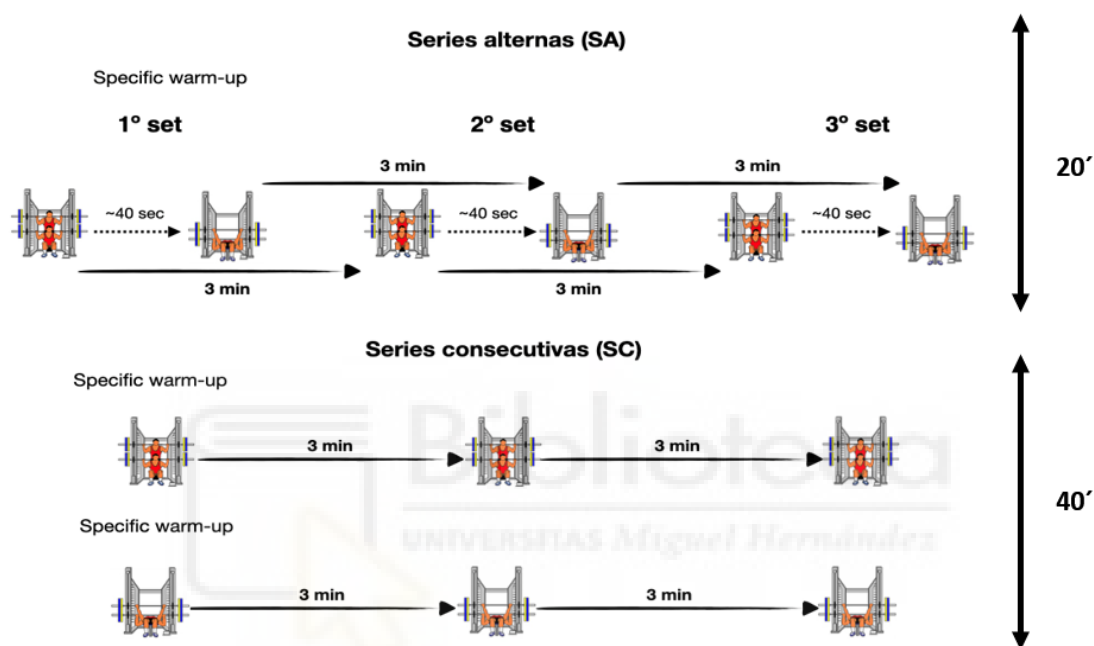 Series alternas (SA)
Specific warm-up
1º set 2º set 3º set
3 min 3 min
20´
~40 sec ~40 sec ~40 sec
3 min 3 min
Series consecutivas (SC)
Specific warm-up
Biblioteca
3 min 3 min
40´
Specific warm-up
UNIVERSITAS Miguel Hernández
3 min 3 min